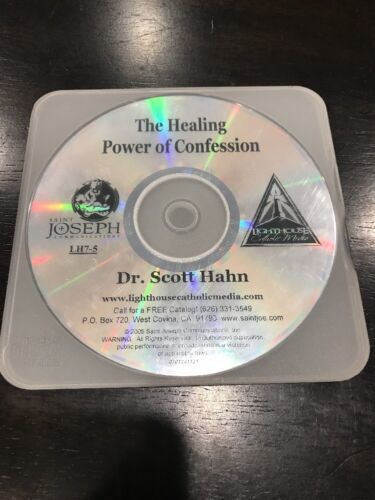 The Healing
Power of Confession
SAINT
JOSEPH
COMMUNICATIONS
LH7-5
LIGHTHOUSE
Catholic Media
Dr. Scott Hahn
www.lighthousecatholicmedia.com
Call for a FREE Catalog! (626) 331-3549
P.O. Box 720, West Covina, CA 91793 www.saintjoe.com
Saint Joseph Communications, Inc.
WARNING: All Rights Reserved. Unauthorized duplication,
public performance